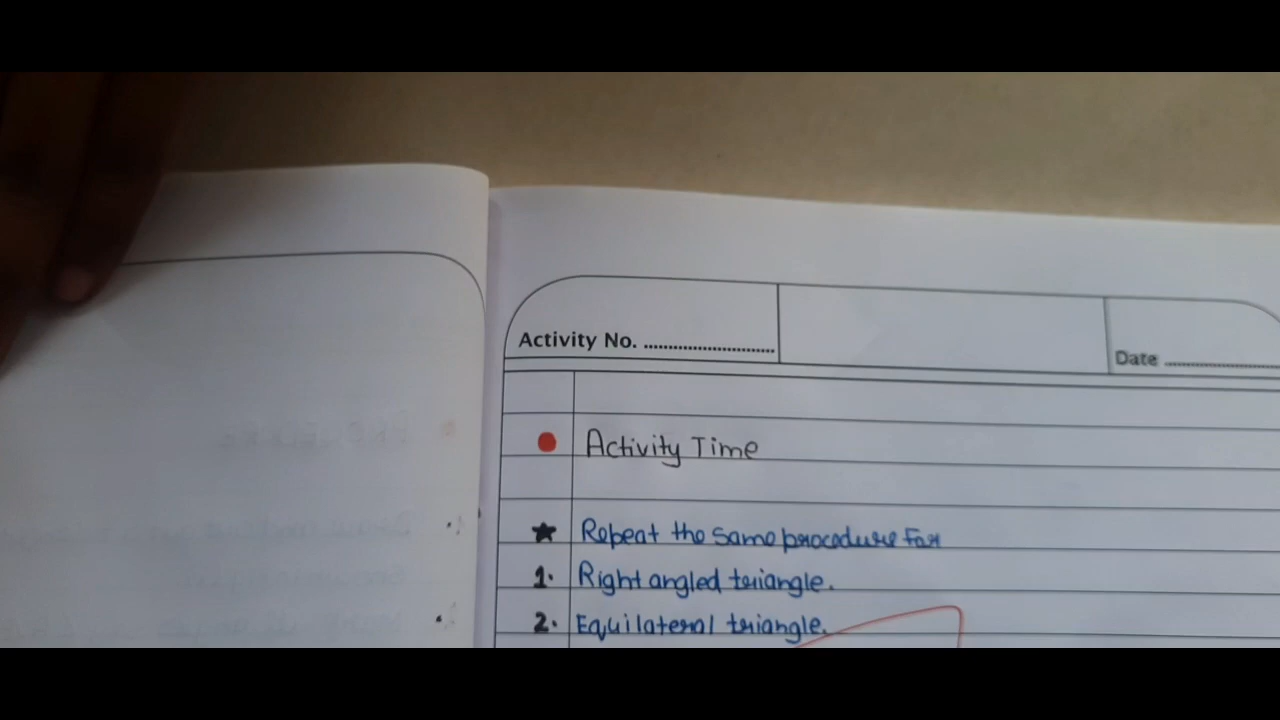 Activity No. ..........................
Date ........................
Activity Time
★ Repeat the same procedure for
1. Right angled triangle.
2. Equilateral triangle.